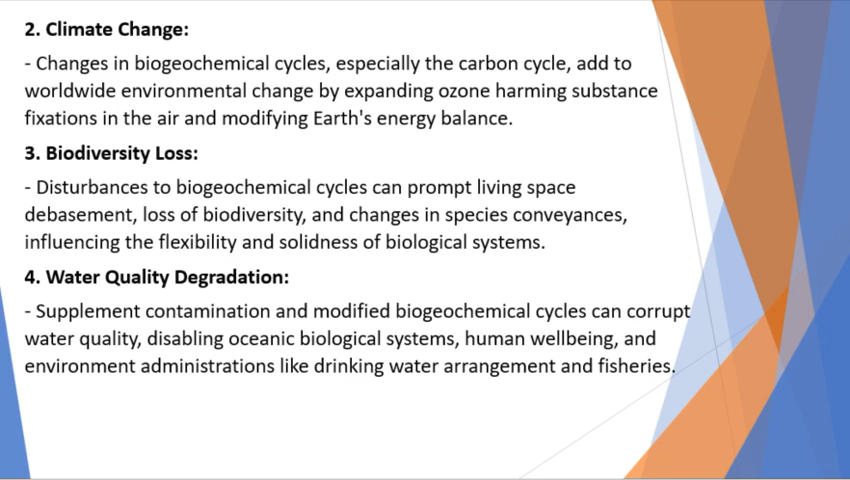 2. Climate Change:
- Changes in biogeochemical cycles, especially the carbon cycle, add to
worldwide environmental change by expanding ozone harming substance
fixations in the air and modifying Earth's energy balance.
3. Biodiversity Loss:
- Disturbances to biogeochemical cycles can prompt living space
debasement, loss of biodiversity, and changes in species conveyances,
influencing the flexibility and solidness of biological systems.
4. Water Quality Degradation:
- Supplement contamination and modified biogeochemical cycles can corrupt
water quality, disabling oceanic biological systems, human wellbeing, and
environment administrations like drinking water arrangement and fisheries.